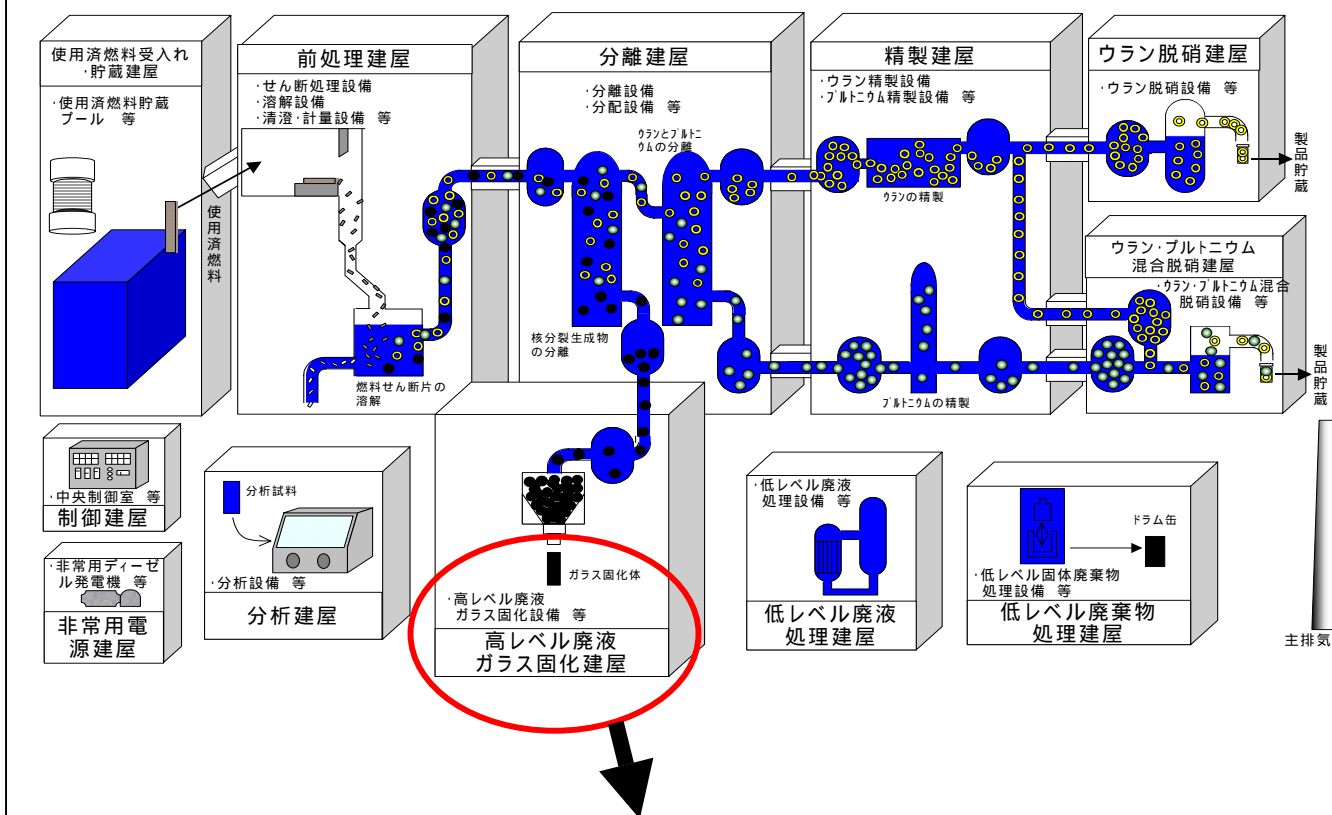 使用済燃料受入れ
・貯蔵建屋
・使用済燃料貯蔵
プール 等
使用済燃料
前処理建屋
・せん断処理設備
・溶解設備
・清澄・計量設備 等
燃料せん断片の
溶解
分離建屋
・分離設備
・分配設備 等
ウランとプルトニ
ウムの分離
核分裂生成物
の分離
精製建屋
・ウラン精製設備
・プルトニウム精製設備 等
ウランの精製
プルトニウムの精製
ウラン脱硝建屋
・ウラン脱硝設備 等
製品貯蔵
ウラン・プルトニウム
混合脱硝建屋
・ウラン・プルトニウム混合
脱硝設備 等
製品貯蔵
・中央制御室 等
制御建屋
・非常用ディーゼ
ル発電機 等
非常用電
源建屋
分析試料
・分析設備 等
分析建屋
ガラス固化体
・高レベル廃液
ガラス固化設備 等
高レベル廃液
ガラス固化建屋
・低レベル廃液
処理設備 等
低レベル廃液
処理建屋
ドラム缶
・低レベル固体廃棄物
処理設備 等
低レベル廃棄物
処理建屋
主排気